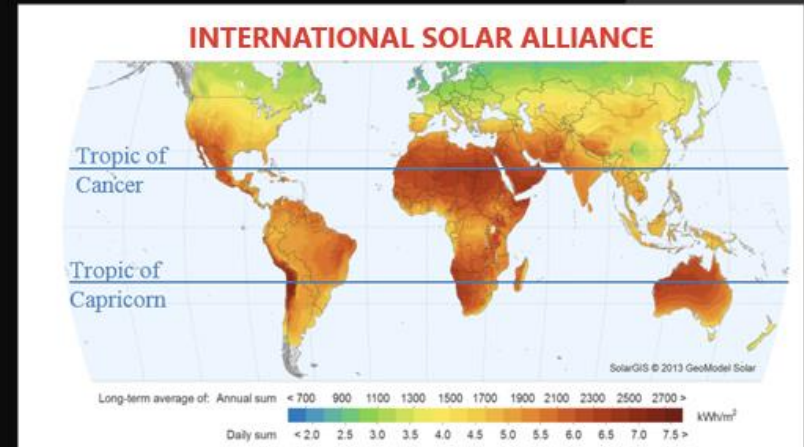 INTERNATIONAL SOLAR ALLIANCE
Tropic of
Cancer
Tropic of
Capricorn
SolarGIS © 2013 GeoModel Solar
Long-term average of: Annual sum < 700 900 1100 1300 1500 1700 1900 2100 2300 2500 2700 >
kWh/m²
Daily sum < 2.0 2.5 3.0 3.5 4.0 4.5 5.0 5.5 6.0 6.5 7.0 7.5 >